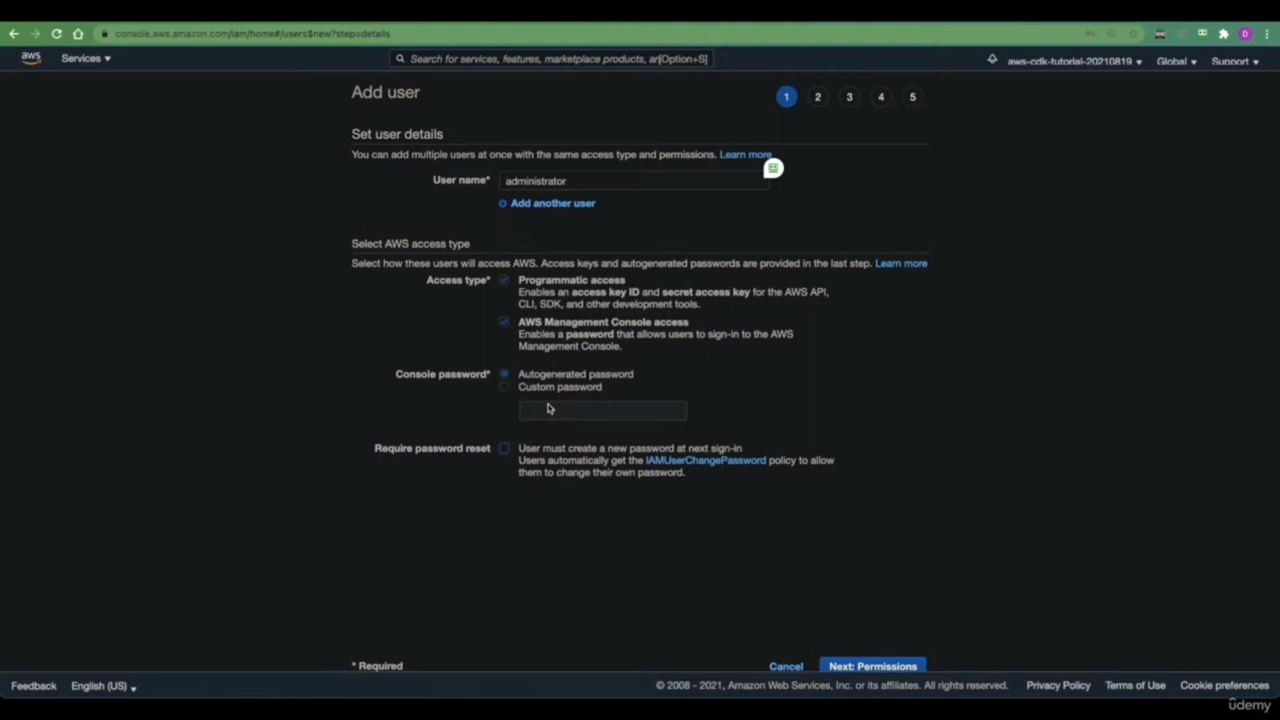 console.aws.amazon.com/iam/home#/users$new?step=details
D
aws
Services
Search for services, features, marketplace products, ar[Option+S]
aws-cdk-tutorial-20210819
Global
Support
Add user
1
2
3
4
5
Set user details
You can add multiple users at once with the same access type and permissions. Learn more
User name*
administrator
Add another user
Select AWS access type
Select how these users will access AWS. Access keys and autogenerated passwords are provided in the last step. Learn more
Access type*
Programmatic access
Enables an access key ID and secret access key for the AWS API,
CLI, SDK, and other development tools.
AWS Management Console access
Enables a password that allows users to sign-in to the AWS
Management Console.
Console password*
Autogenerated password
Custom password
Require password reset
User must create a new password at next sign-in
Users automatically get the IAMUserChangePassword policy to allow
them to change their own password.
* Required
Cancel
Next: Permissions
Feedback
English (US)
© 2008 - 2021, Amazon Web Services, Inc. or its affiliates. All rights reserved.
Privacy Policy
Terms of Use
Cookie preferences
ûdemy